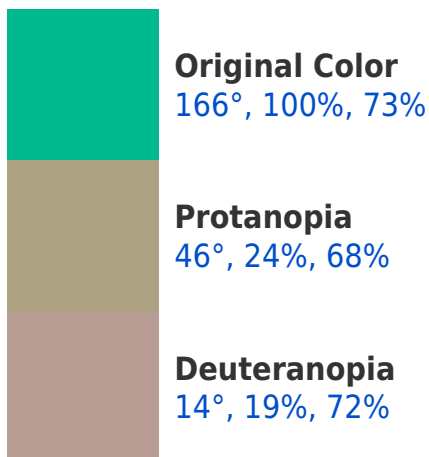 Original Color
166°, 100%, 73%
Protanopia
46°, 24%, 68%
Deuteranopia
14°, 19%, 72%